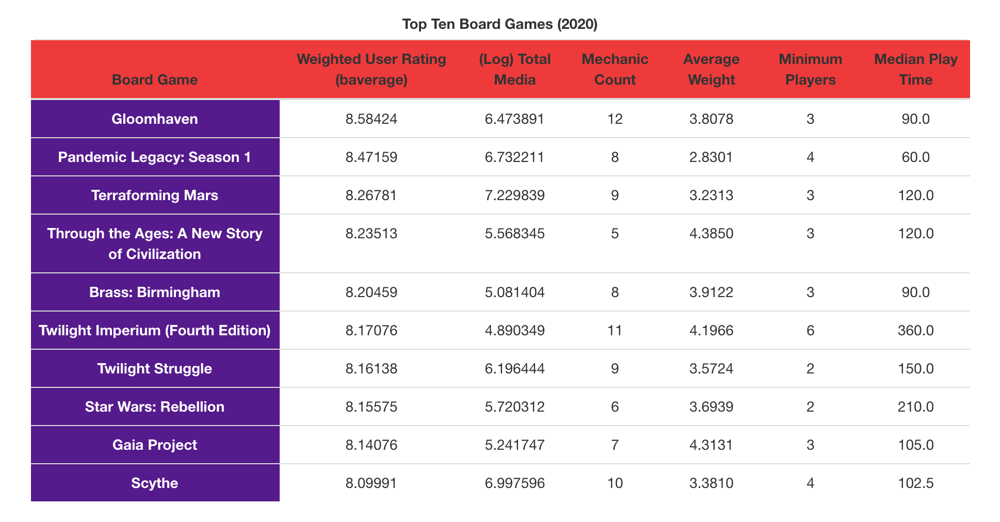 Top Ten Board Games (2020)
Board Game Weighted User Rating (baverage) (Log) Total Media Mechanic Count Average Weight Minimum Players Median Play Time
Gloomhaven 8.58424 6.473891 12 3.8078 3 90.0
Pandemic Legacy: Season 1 8.47159 6.732211 8 2.8301 4 60.0
Terraforming Mars 8.26781 7.229839 9 3.2313 3 120.0
Through the Ages: A New Story of Civilization 8.23513 5.568345 5 4.3850 3 120.0
Brass: Birmingham 8.20459 5.081404 8 3.9122 3 90.0
Twilight Imperium (Fourth Edition) 8.17076 4.890349 11 4.1966 6 360.0
Twilight Struggle 8.16138 6.196444 9 3.5724 2 150.0
Star Wars: Rebellion 8.15575 5.720312 6 3.6939 2 210.0
Gaia Project 8.14076 5.241747 7 4.3131 3 105.0
Scythe 8.09991 6.997596 10 3.3810 4 102.5